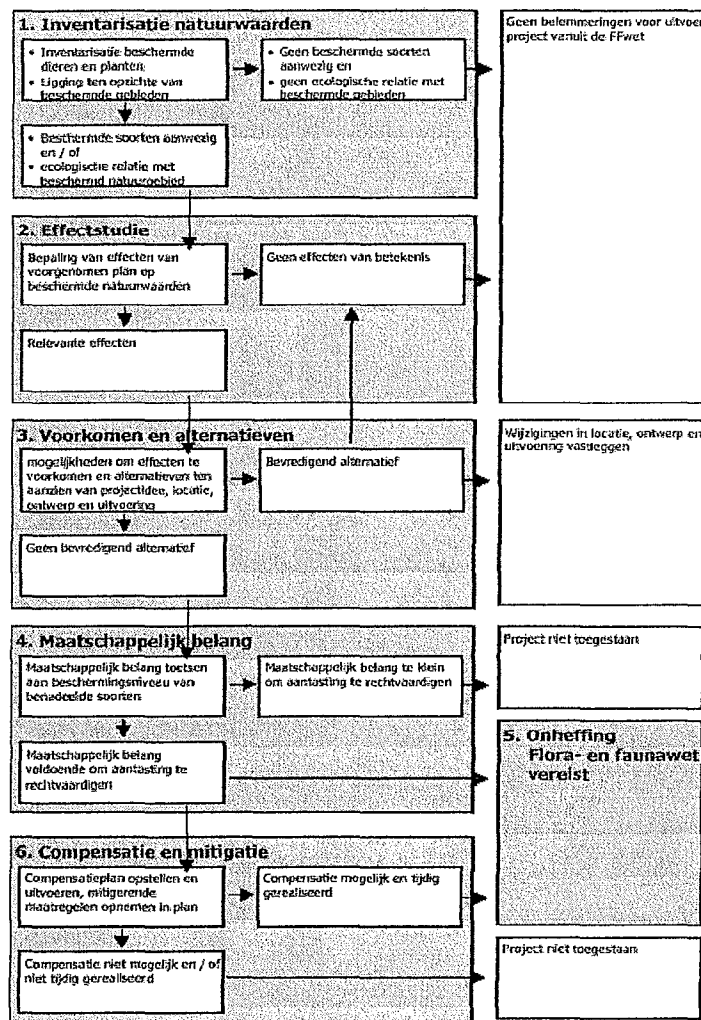 1. Inventarisatie natuurwaarden
• Inventarisatie beschermde
dieren en planten
• Ligging ten opzichte van
beschermde gebieden
• Geen beschermde soorten
aanwezig en
• geen ecologische relatie met
beschermde gebieden
Geen belemmeringen voor uitvoer
project vanuit de FFwet
• Beschermde soorten aanwezig
en / of
• ecologische relatie met
beschermd natuurgebied
2. Effectstudie
Bepaling van effecten van
voorgenomen plan op
beschermde natuurwaarden
Geen effecten van betekenis
Relevante effecten
3. Voorkomen en alternatieven
mogelijkheden om effecten te
voorkomen en alternatieven ten
aanzien van projectidee, locatie,
ontwerp en uitvoering
Bevredigend alternatief
Wijzigingen in locatie, ontwerp en
uitvoering vastleggen
Geen bevredigend alternatief
4. Maatschappelijk belang
Maatschappelijk belang toetsen
aan beschermingsniveau van
benadeelde soorten
Maatschappelijk belang te klein
om aantasting te rechtvaardigen
Project niet toegestaan
Maatschappelijk belang
voldoende om aantasting te
rechtvaardigen
5. Onheffing
Flora- en faunawet
vereist
6. Compensatie en mitigatie
Compensatieplan opstellen en
uitvoeren, mitigerende
maatregelen opnemen in plan
Compensatie mogelijk en tijdig
gerealiseerd
Compensatie niet mogelijk en / of
niet tijdig gerealiseerd
Project niet toegestaan